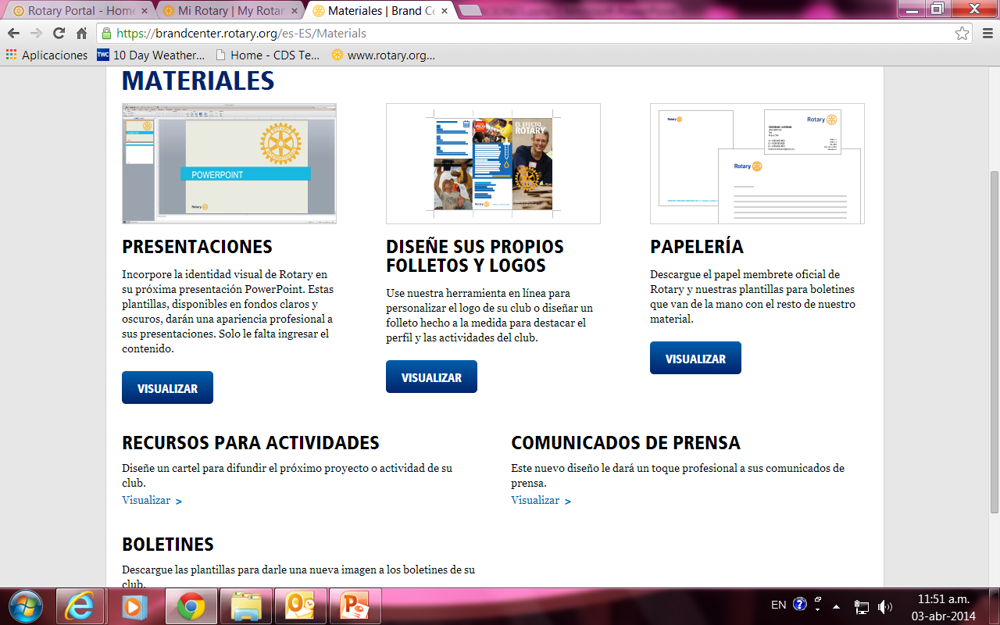 Rotary Portal - Home
Mi Rotary | My Rotar
Materiales | Brand Ce
https://brandcenter.rotary.org/es-ES/Materials
Aplicaciones
TWC
10 Day Weather...
Home - CDS Te...
www.rotary.org...
MATERIALES
POWERPOINT
Rotary
EL EFECTO
ROTARY
Rotary
Rotary
Rotary
Rotary
PRESENTACIONES
Incorpore la identidad visual de Rotary en
su próxima presentación PowerPoint. Estas
plantillas, disponibles en fondos claros y
oscuros, darán una apariencia profesional a
sus presentaciones. Solo le falta ingresar el
contenido.
VISUALIZAR
DISEÑE SUS PROPIOS
FOLLETOS Y LOGOS
Use nuestra herramienta en línea para
personalizar el logo de su club o diseñar un
folleto hecho a la medida para destacar el
perfil y las actividades del club.
VISUALIZAR
PAPELERÍA
Descargue el papel membrete oficial de
Rotary y nuestras plantillas para boletines
que van de la mano con el resto de nuestro
material.
VISUALIZAR
RECURSOS PARA ACTIVIDADES
Diseñe un cartel para difundir el próximo proyecto o actividad de su
club.
Visualizar >
COMUNICADOS DE PRENSA
Este nuevo diseño le dará un toque profesional a sus comunicados de
prensa.
Visualizar >
BOLETINES
Descargue las plantillas para darle una nueva imagen a los boletines de su
club.
EN
11:51 a.m.
03-abr-2014